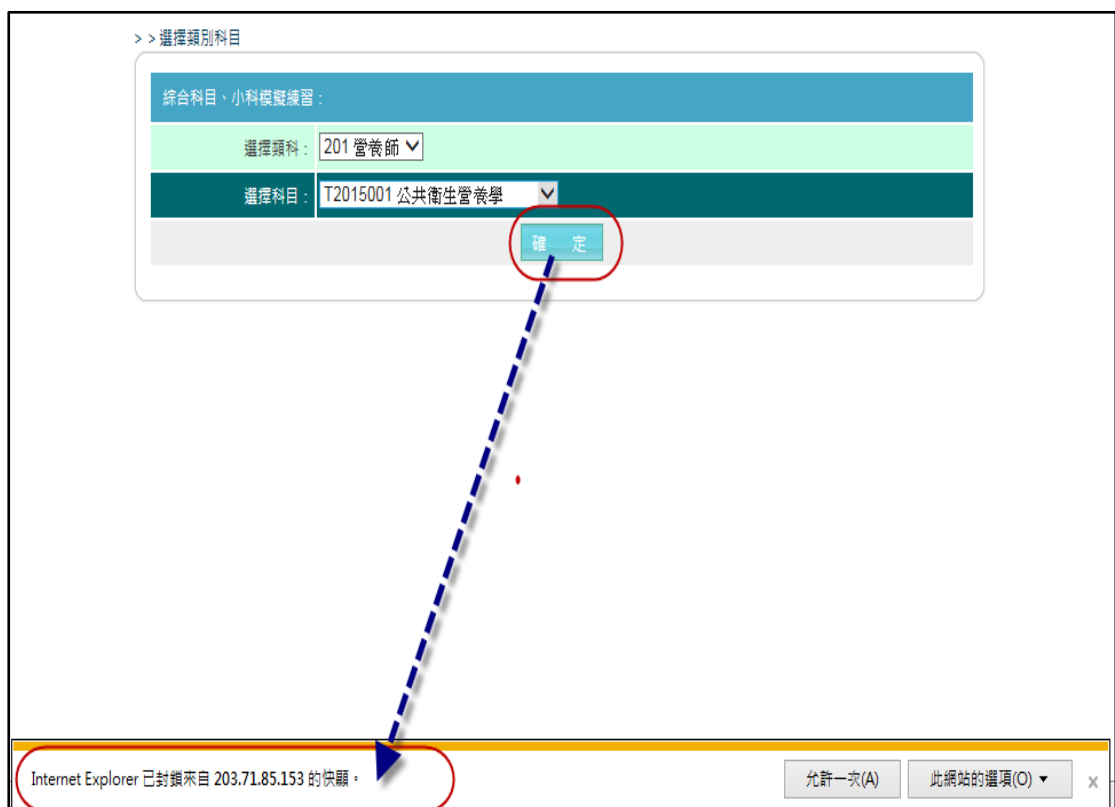 > > 選擇類別科目
綜合科目、小科模擬練習：
選擇類科： 201 營養師
選擇科目： T2015001 公共衛生營養學
確 定
Internet Explorer 已封鎖來自 203.71.85.153 的快顯。 允許一次(A) 此網站的選項(O) ▼ x